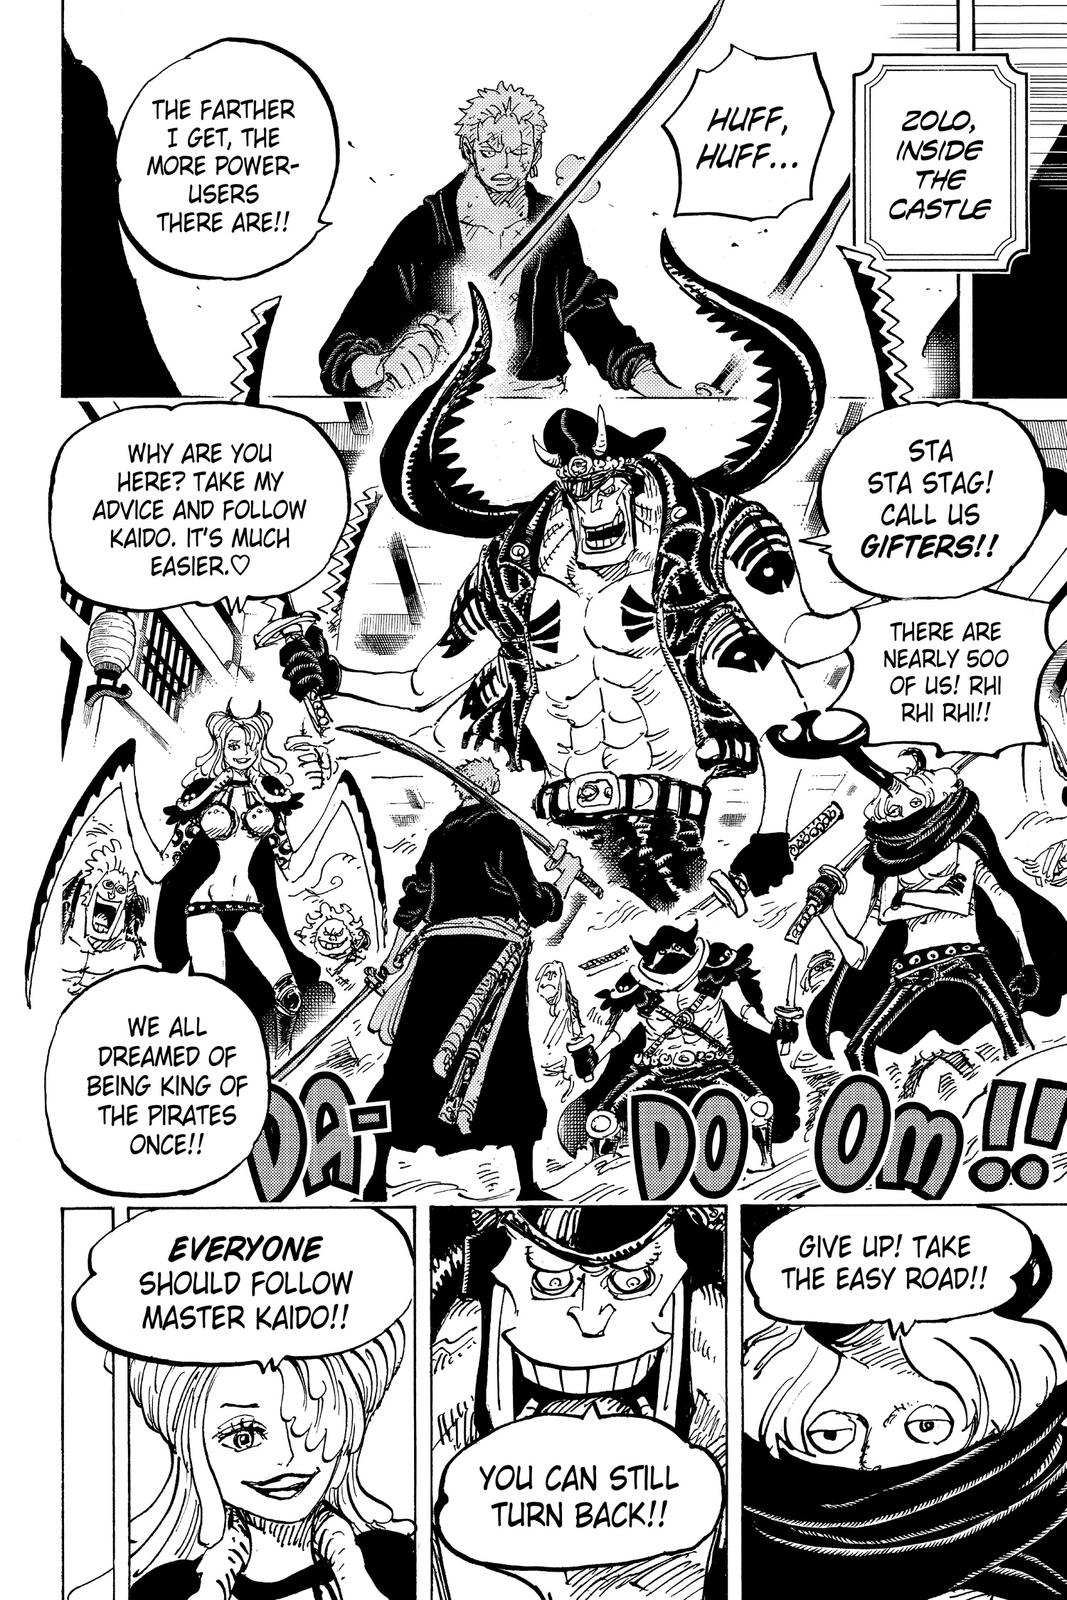 ZOLO,
INSIDE
THE
CASTLE
HUFF,
HUFF...
THE FARTHER
I GET, THE
MORE POWER-
USERS
THERE ARE!!
STA
STA STAG!
CALL US
GIFTERS!!
THERE ARE
NEARLY 500
OF US! RHI
RHI RHI!!
WHY ARE YOU
HERE? TAKE MY
ADVICE AND FOLLOW
KAIDO. IT'S MUCH
EASIER.♡
WE ALL
DREAMED OF
BEING KING OF
THE PIRATES
ONCE!!
DA-
DO OM!!
EVERYONE
SHOULD FOLLOW
MASTER KAIDO!!
YOU CAN STILL
TURN BACK!!
GIVE UP! TAKE
THE EASY ROAD!!